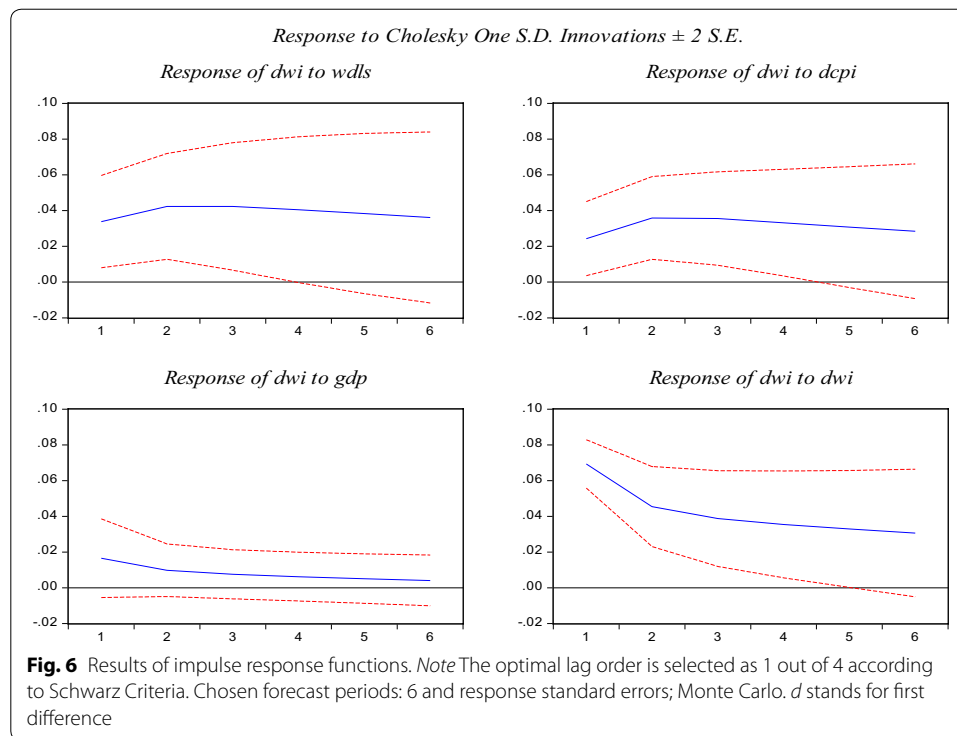 Response to Cholesky One S.D. Innovations ± 2 S.E.
Response of dwi to wdls
.10
.08
.06
.04
.02
.00
-.02
1 2 3 4 5 6
Response of dwi to dcpi
.10
.08
.06
.04
.02
.00
-.02
1 2 3 4 5 6
Response of dwi to gdp
.10
.08
.06
.04
.02
.00
-.02
1 2 3 4 5 6
Response of dwi to dwi
.10
.08
.06
.04
.02
.00
-.02
1 2 3 4 5 6
Fig. 6 Results of impulse response functions. Note The optimal lag order is selected as 1 out of 4 according
to Schwarz Criteria. Chosen forecast periods: 6 and response standard errors; Monte Carlo. d stands for first
difference